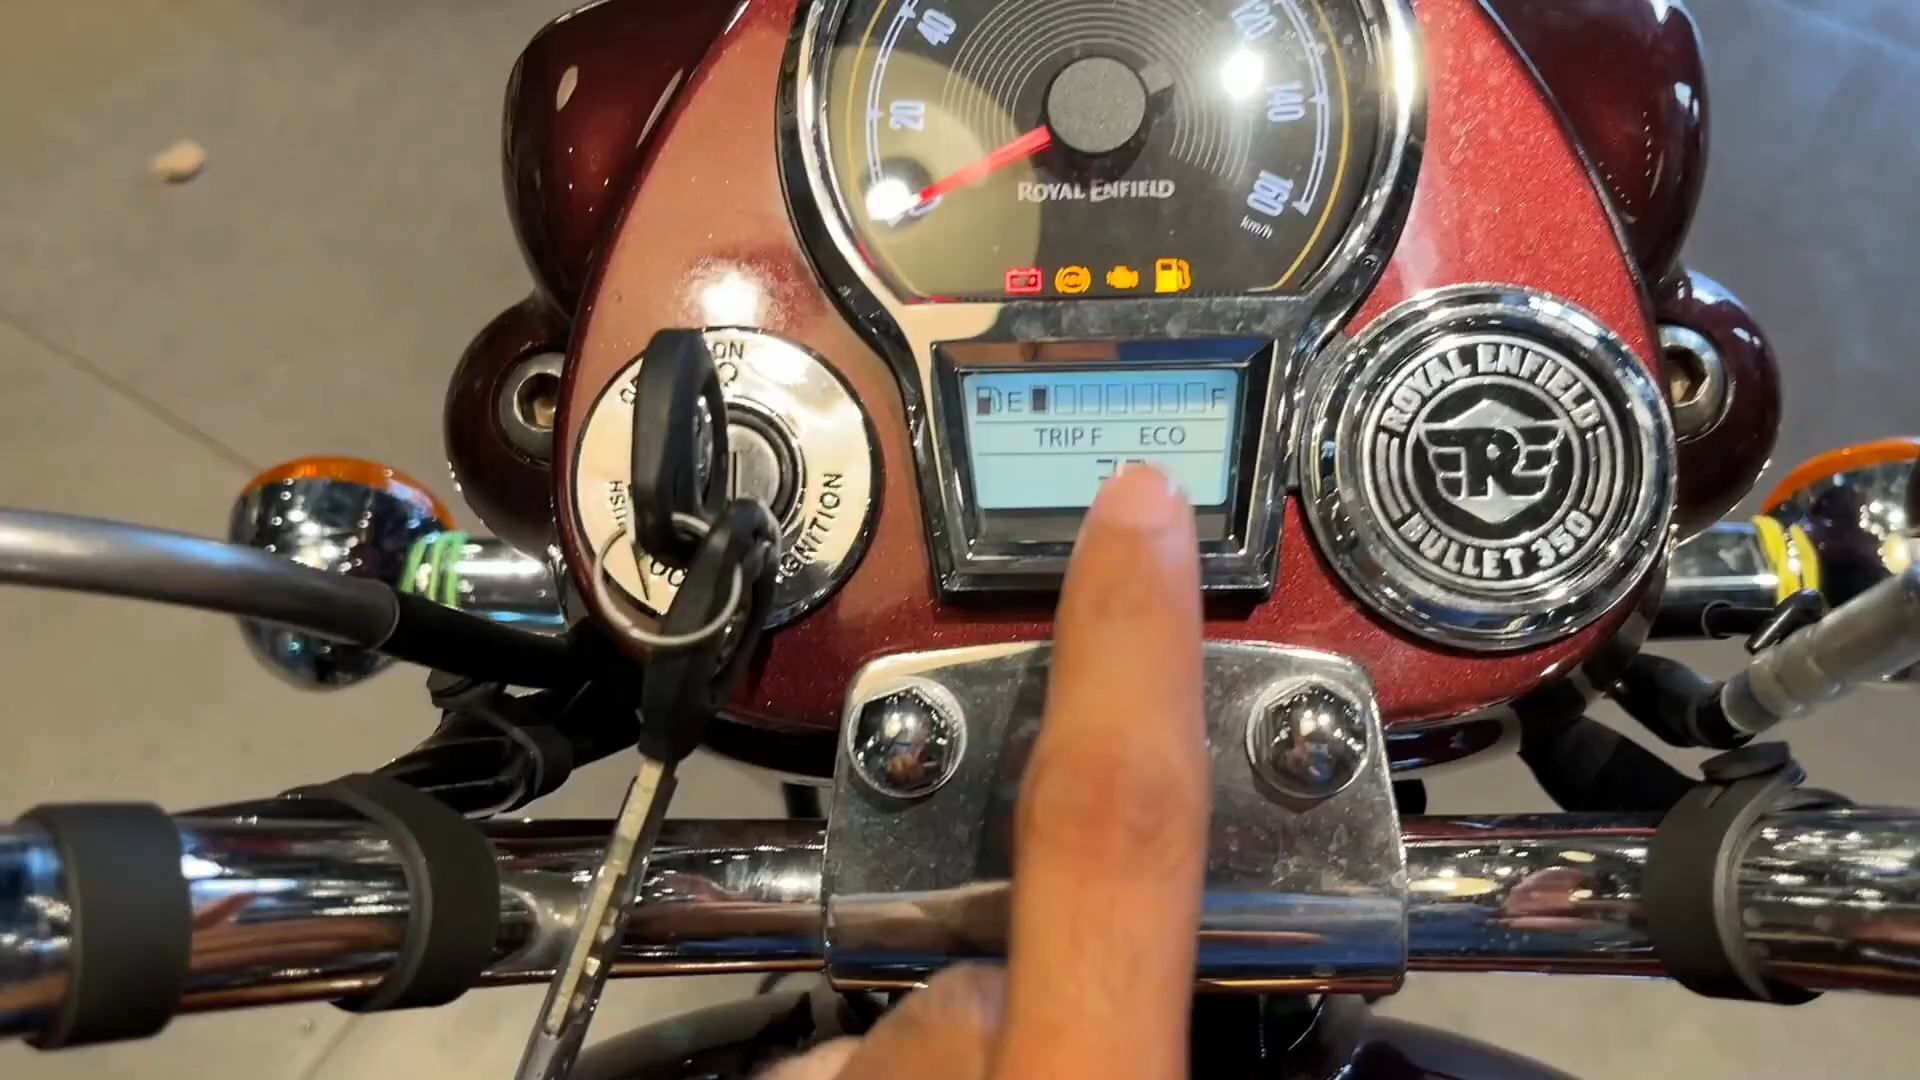 40
20
120
140
160
km/h
ROYAL ENFIELD
ON
IGNITION
E F
TRIP F ECO
ROYAL ENFIELD
R
BULLET 350